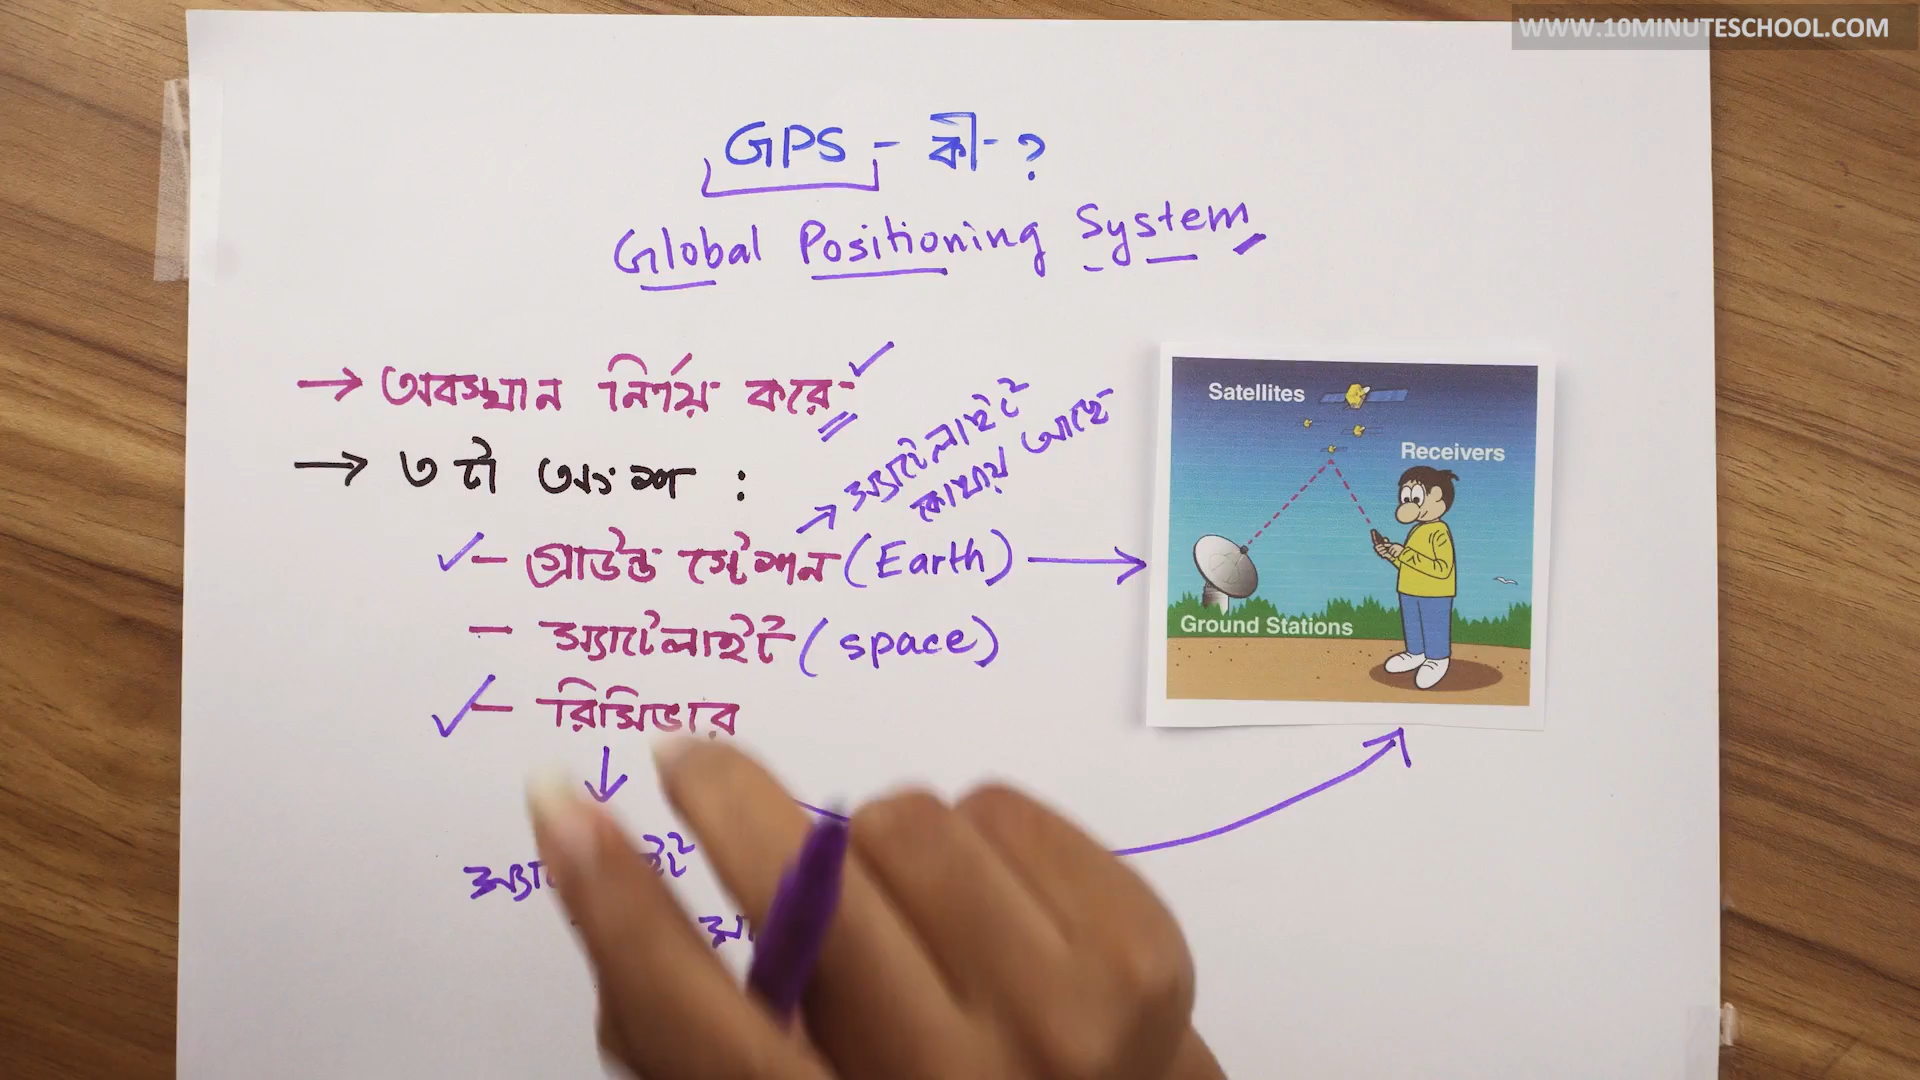 WWW.10MINUTESCHOOL.COM
GPS - কী - ?
Global Positioning System
→ অবস্থান নির্ণয় করে
→ ৩ টা অংশ :
স্যাটেলাইট
কোথায় আছে
- গ্রাউন্ড স্টেশন (Earth)
- স্যাটেলাইট (space)
- রিসিভার
Satellites
Receivers
Ground Stations